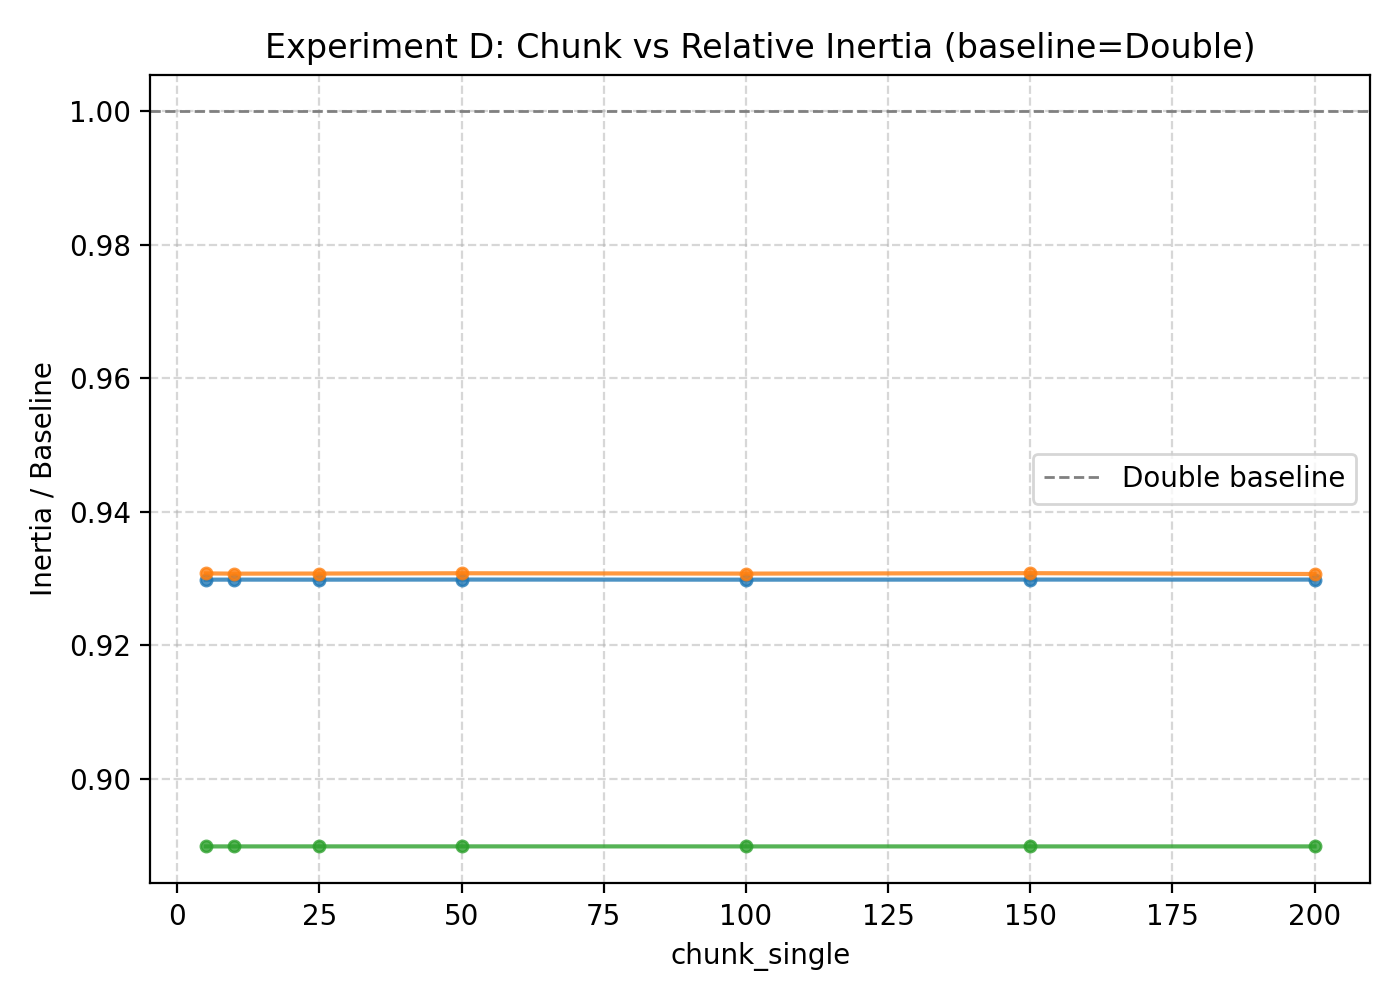 Experiment D: Chunk vs Relative Inertia (baseline=Double)
Inertia / Baseline
1.00
0.98
0.96
0.94
0.92
0.90
Double baseline
0 25 50 75 100 125 150 175 200
chunk_single